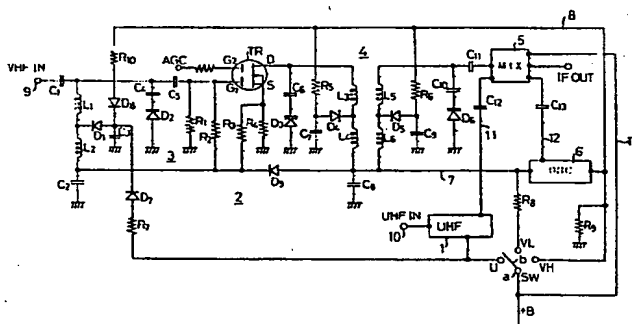 8
4
5
R10
AGC
G2
TR
D
VHF IN
9
C1
C4
C5
G1
S
C6
R5
L3
L5
R6
C11
C10
MIX
IF OUT
L1
D8
D2
D1
C3
R1
R2
R3
R4
D3
C7
D4
L4
D5
L6
C9
D6
C12
C13
11
12
L2
3
6
OSC
C2
2
D9
C8
7
D7
R7
UHF IN
10
UHF
1
R8
R9
VL
U
b
VH
a
SW
+B